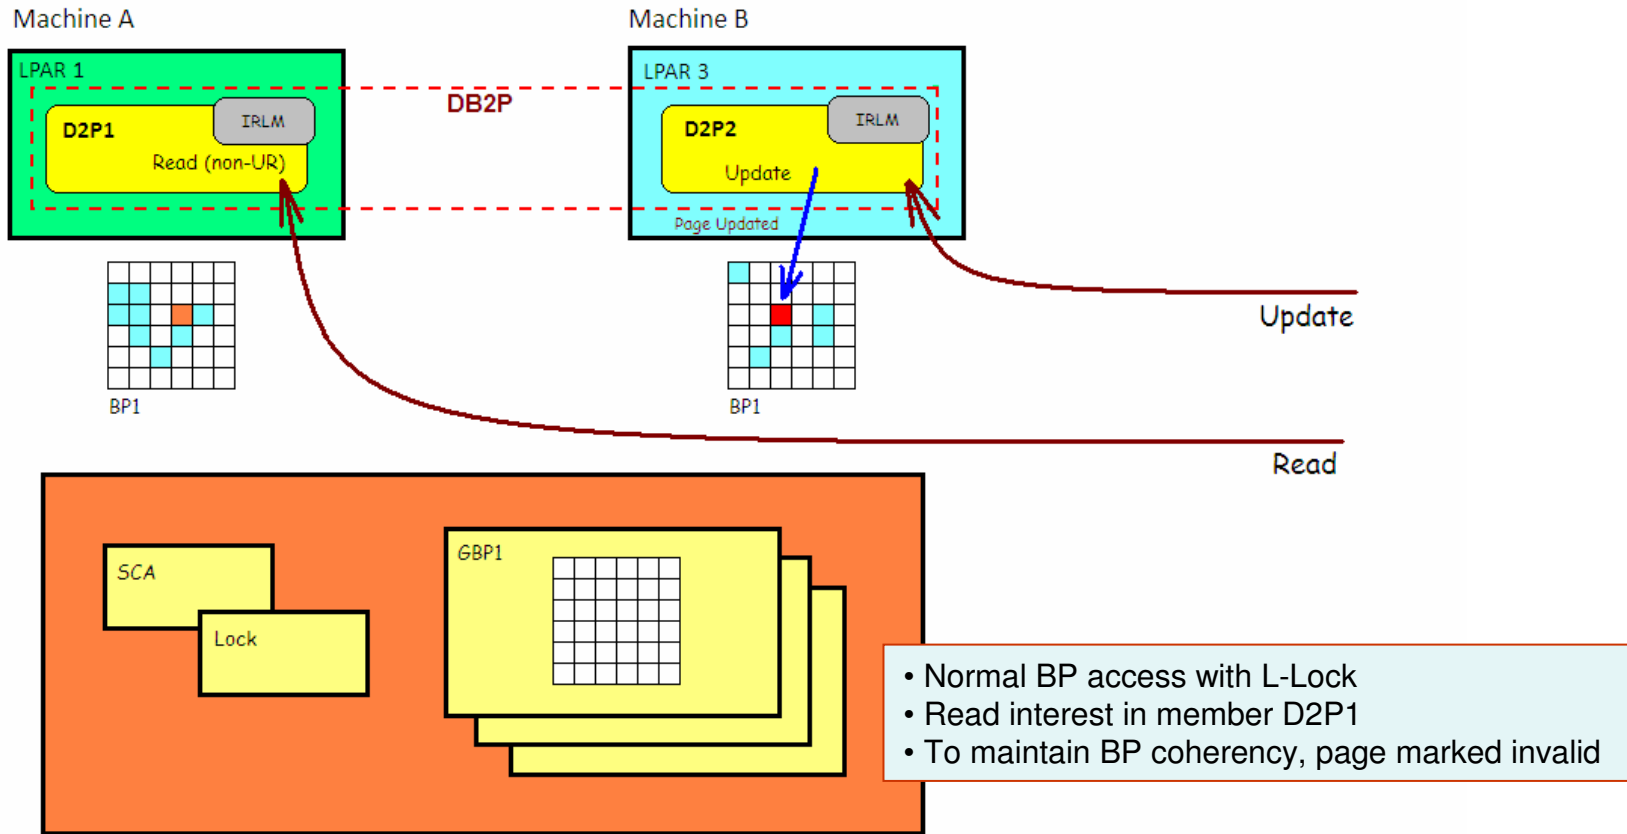 Machine A
Machine B
LPAR 1
LPAR 3
DB2P
D2P1
IRLM
Read (non-UR)
D2P2
IRLM
Update
Page Updated
Update
BP1
BP1
Read
SCA
Lock
GBP1
• Normal BP access with L-Lock
• Read interest in member D2P1
• To maintain BP coherency, page marked invalid